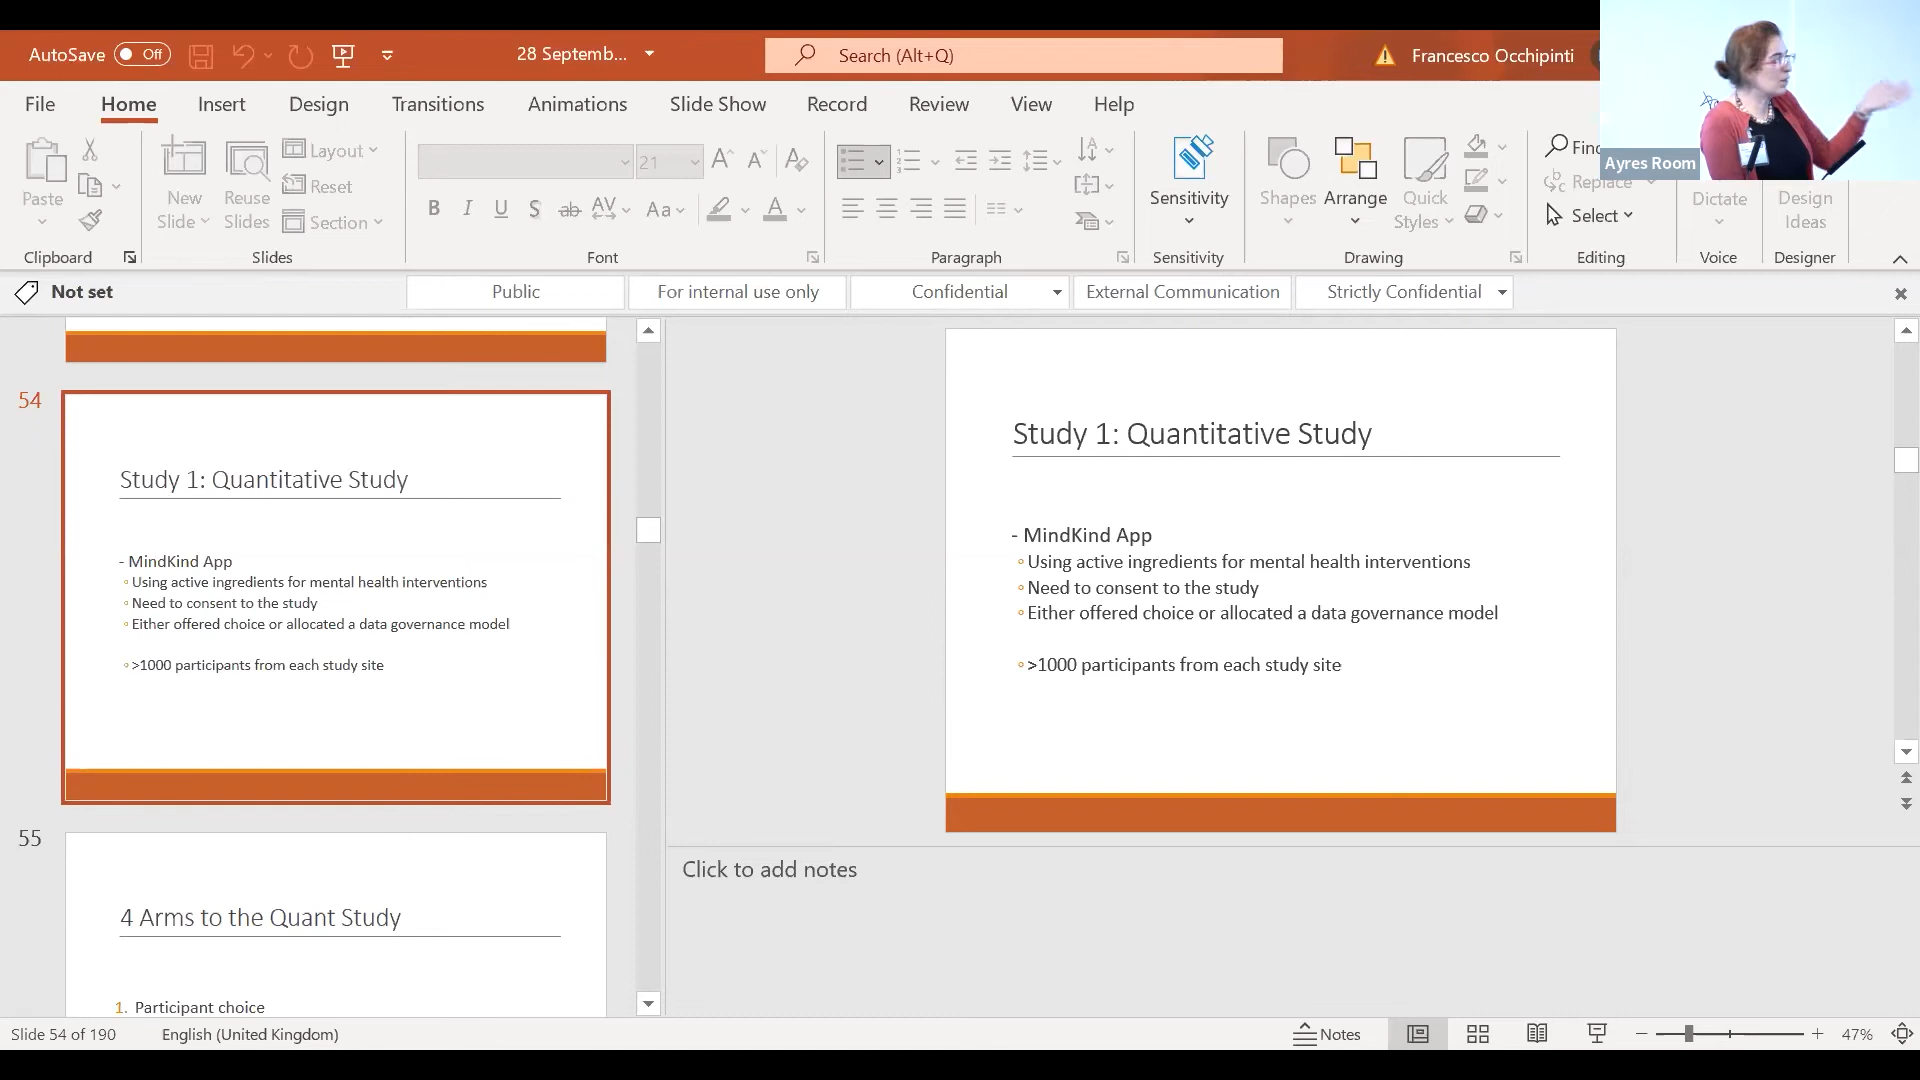 AutoSave Off
28 Septemb...
Search (Alt+Q)
Francesco Occhipinti
File Home Insert Design Transitions Animations Slide Show Record Review View Help
Paste
New Slide
Reuse Slides
Layout
Reset
Section
21
B I U S ab AV Aa A
Sensitivity
Shapes
Arrange
Quick Styles
Find
Replace
Select
Dictate
Design Ideas
Clipboard Slides Font Paragraph Sensitivity Drawing Editing Voice Designer
Ayres Room
Not set Public For internal use only Confidential External Communication Strictly Confidential
54
Study 1: Quantitative Study
- MindKind App
Using active ingredients for mental health interventions
Need to consent to the study
Either offered choice or allocated a data governance model
>1000 participants from each study site
55
4 Arms to the Quant Study
1. Participant choice
Study 1: Quantitative Study
- MindKind App
Using active ingredients for mental health interventions
Need to consent to the study
Either offered choice or allocated a data governance model
>1000 participants from each study site
Click to add notes
Slide 54 of 190 English (United Kingdom) Notes 47%